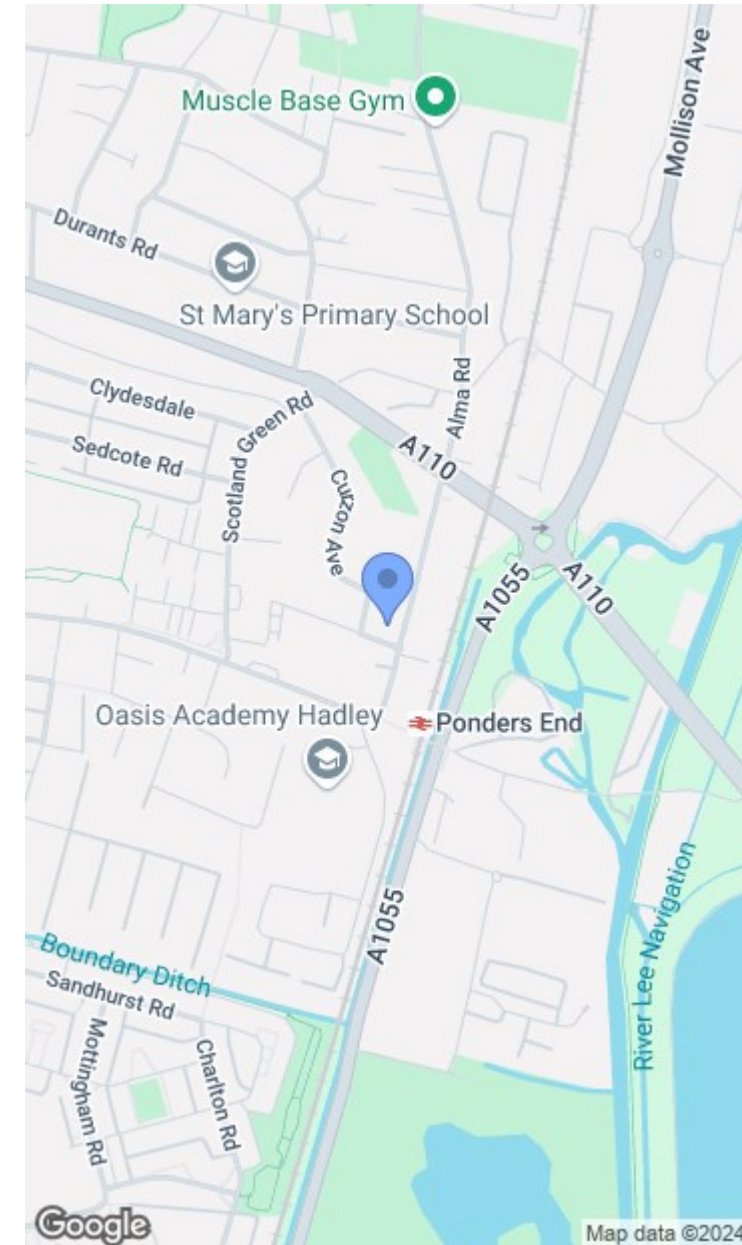 Mollison Ave
Muscle Base Gym
Durants Rd
St Mary's Primary School
Alma Rd
Clydesdale
Scotland Green Rd
A110
Sedcote Rd
Curzon Ave
A1055
A110
Oasis Academy Hadley
Ponders End
A1055
River Lee Navigation
Boundary Ditch
Sandhurst Rd
Mottingham Rd
Charlton Rd
Google
Map data ©2024